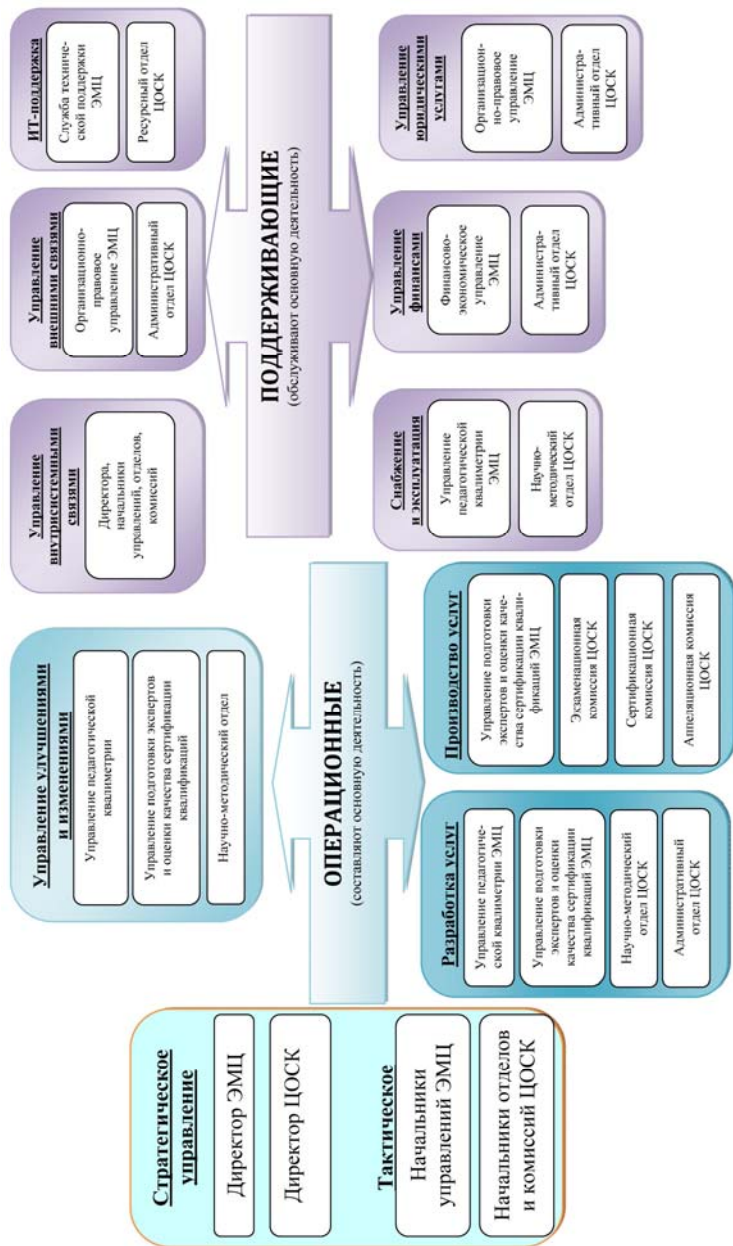 Стратегическое
управление
Директор ЭМЦ
Директор ЦОСК
Тактическое
Начальники
управлений ЭМЦ
Начальники отделов
и комиссий ЦОСК
Управление улучшениями
и изменениями
Управление педагогической
квалиметрии
Управление подготовки экспертов
и оценки качества сертификации
квалификаций
Научно-методический отдел
ОПЕРАЦИОННЫЕ
(составляют основную деятельность)
Разработка услуг
Управление педагогиче-
ской квалиметрии ЭМЦ
Управление подготовки
экспертов и оценки
качества сертификации
квалификаций ЭМЦ
Научно-методический
отдел ЦОСК
Административный
отдел ЦОСК
Производство услуг
Управление подготовки
экспертов и оценки каче-
ства сертификации квали-
фикаций ЭМЦ
Экзаменационная
комиссия ЦОСК
Сертификационная
комиссия ЦОСК
Аппеляционная комиссия
ЦОСК
Управление
внутрисистемными
связями
Директора,
начальники
управлений, отделов,
комиссий
Управление
внешними связями
Организационно-
правовое
управление ЭМЦ
Административный
отдел ЦОСК
ИТ-поддержка
Служба техниче-
ской поддержки
ЭМЦ
Ресурсный отдел
ЦОСК
ПОДДЕРЖИВАЮЩИЕ
(обслуживают основную деятельность)
Снабжение
и эксплуатация
Управление
педагогической
квалиметрии
ЭМЦ
Научно-
методический
отдел ЦОСК
Управление
финансами
Финансово-
экономическое
управление
ЭМЦ
Администра-
тивный отдел
ЦОСК
Управление
юридическими
услугами
Организацион-
но-правовое
управление
ЭМЦ
Администра-
тивный отдел
ЦОСК